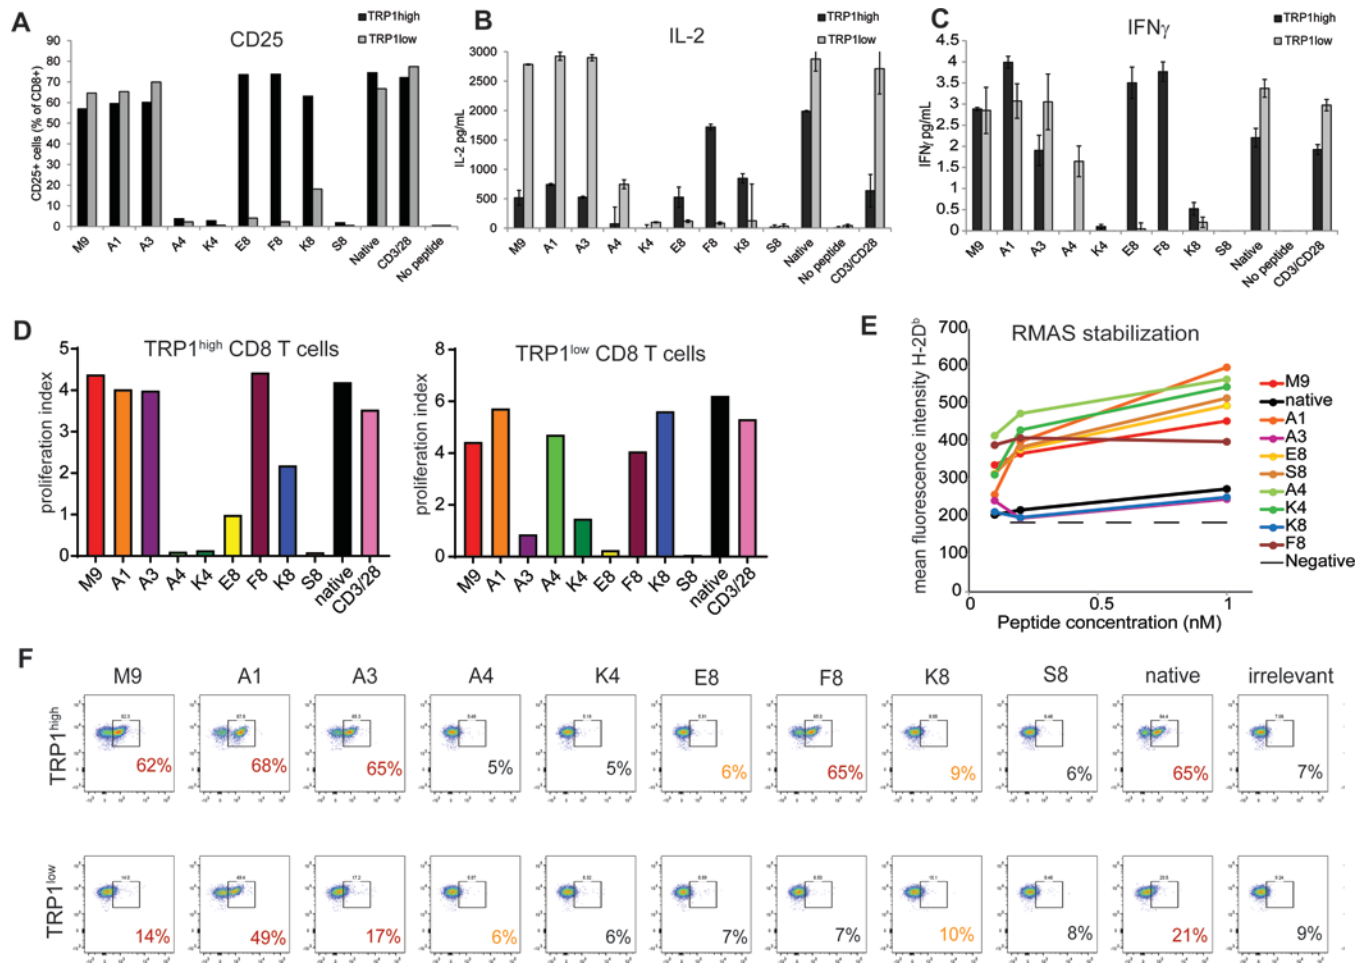 A
CD25
TRP1high
TRP1low
CD25+ cells (% of CD8+)
90
80
70
60
50
40
30
20
10
0
M9 A1 A3 A4 K4 E8 F8 K8 S8 Native CD3/28 No peptide
B
IL-2
TRP1high
TRP1low
IL-2 pg/mL
3000
2500
2000
1500
1000
500
0
M9 A1 A3 A4 K4 E8 F8 K8 S8 Native No peptide CD3/CD28
C
IFNγ
TRP1high
TRP1low
IFNγ pg/mL
4.5
4
3.5
3
2.5
2
1.5
1
0.5
0
M9 A1 A3 A4 K4 E8 F8 K8 S8 Native No peptide CD3/CD28
D
TRP1high CD8 T cells
proliferation index
5
4
3
2
1
0
M9 A1 A3 A4 K4 E8 F8 K8 S8 native CD3/28
TRP1low CD8 T cells
proliferation index
8
6
4
2
0
M9 A1 A3 A4 K4 E8 F8 K8 S8 native CD3/28
E
RMAS stabilization
mean fluorescence intensity H-2Db
700
600
500
400
300
200
100
0
0 0.5 1
Peptide concentration (nM)
M9
native
A1
A3
E8
S8
A4
K4
K8
F8
Negative
F
M9 A1 A3 A4 K4 E8 F8 K8 S8 native irrelevant
TRP1high
62% 68% 65% 5% 5% 6% 65% 9% 6% 65% 7%
TRP1low
14% 49% 17% 6% 6% 7% 7% 10% 8% 21% 9%